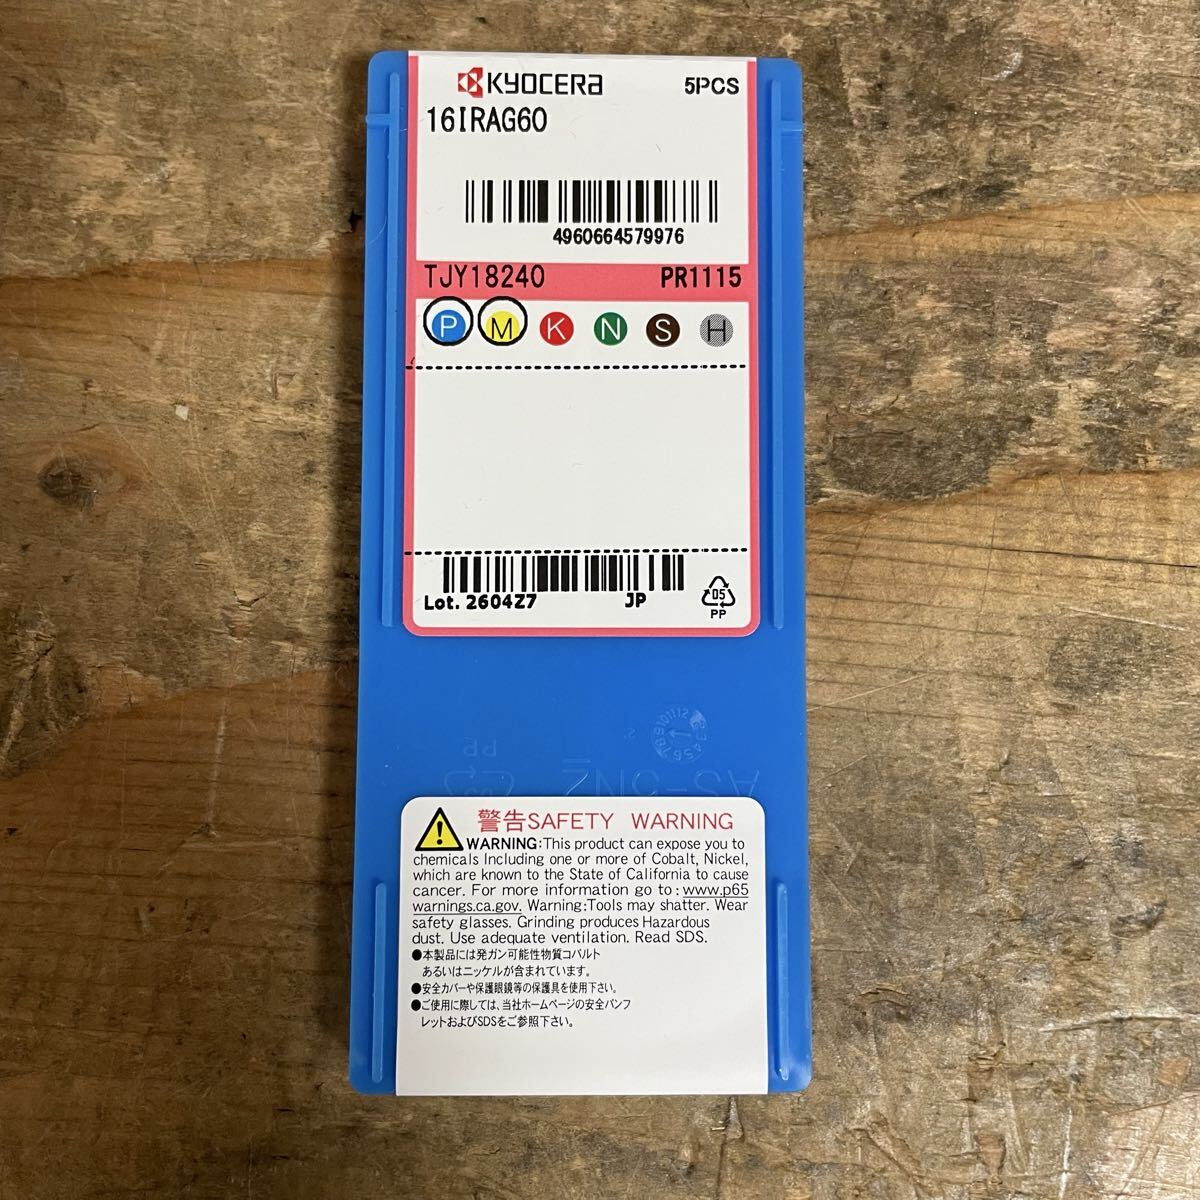 KYOCERA 5PCS
16IRAG60
4960664579976
TJY18240 PR1115
P M K N S H
Lot. 2604Z7 JP
05
PP
PP
警告SAFETY WARNING
WARNING:This product can expose you to
chemicals Including one or more of Cobalt, Nickel,
which are known to the State of California to cause
cancer. For more information go to : www.p65
warnings.ca.gov. Warning:Tools may shatter. Wear
safety glasses. Grinding produces Hazardous
dust. Use adequate ventilation. Read SDS.
●本製品には発ガン可能性物質コバルト
あるいはニッケルが含まれています。
●安全カバーや保護眼鏡等の保護具を使用下さい。
●ご使用に際しては、当社ホームページの安全パンフ
レットおよびSDSをご参照下さい。